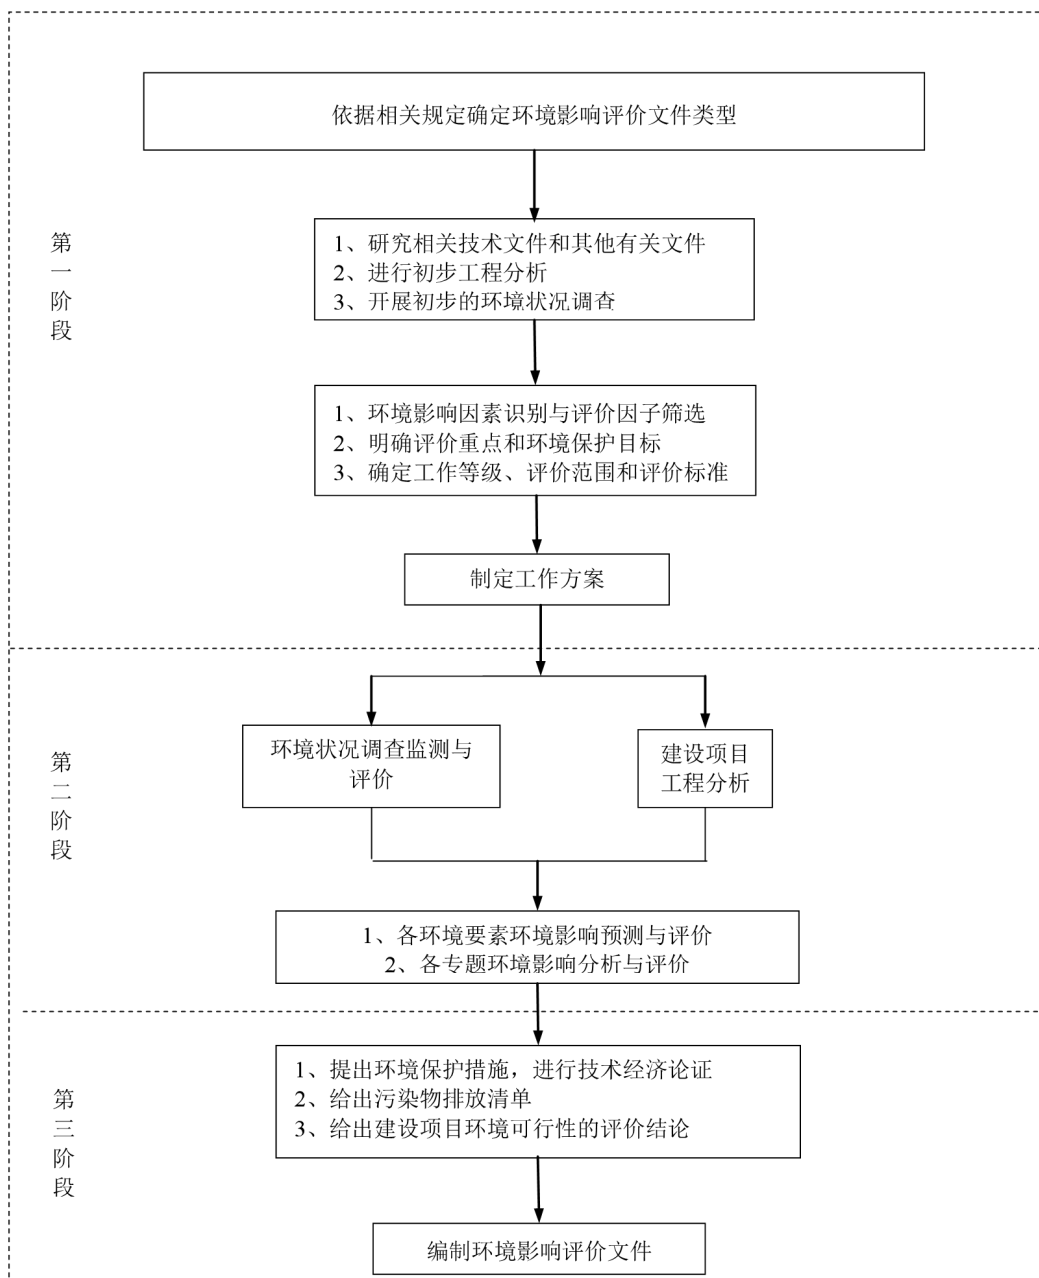 依据相关规定确定环境影响评价文件类型
第一阶段
1、研究相关技术文件和其他有关文件
2、进行初步工程分析
3、开展初步的环境状况调查
1、环境影响因素识别与评价因子筛选
2、明确评价重点和环境保护目标
3、确定工作等级、评价范围和评价标准
制定工作方案
第二阶段
环境状况调查监测与
评价
建设项目
工程分析
1、各环境要素环境影响预测与评价
2、各专题环境影响分析与评价
第三阶段
1、提出环境保护措施，进行技术经济论证
2、给出污染物排放清单
3、给出建设项目环境可行性的评价结论
编制环境影响评价文件